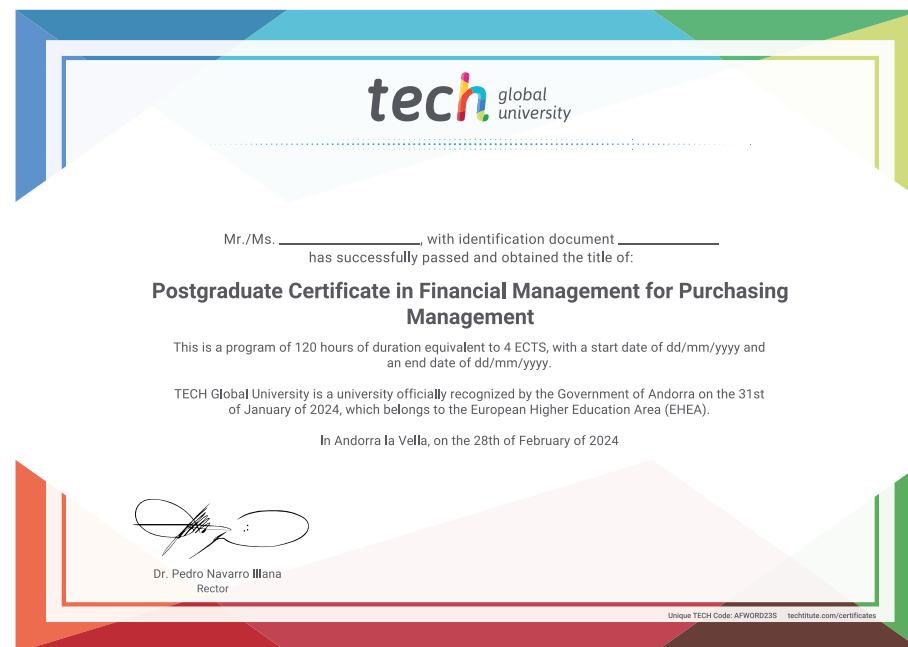 tech global
university
Mr./Ms. ____________, with identification document ____________
has successfully passed and obtained the title of:
Postgraduate Certificate in Financial Management for Purchasing
Management
This is a program of 120 hours of duration equivalent to 4 ECTS, with a start date of dd/mm/yyyy and
an end date of dd/mm/yyyy.
TECH Global University is a university officially recognized by the Government of Andorra on the 31st
of January of 2024, which belongs to the European Higher Education Area (EHEA).
In Andorra la Vella, on the 28th of February of 2024
Dr. Pedro Navarro Illana
Rector
Unique TECH Code: AFWORD23S techtitute.com/certificates